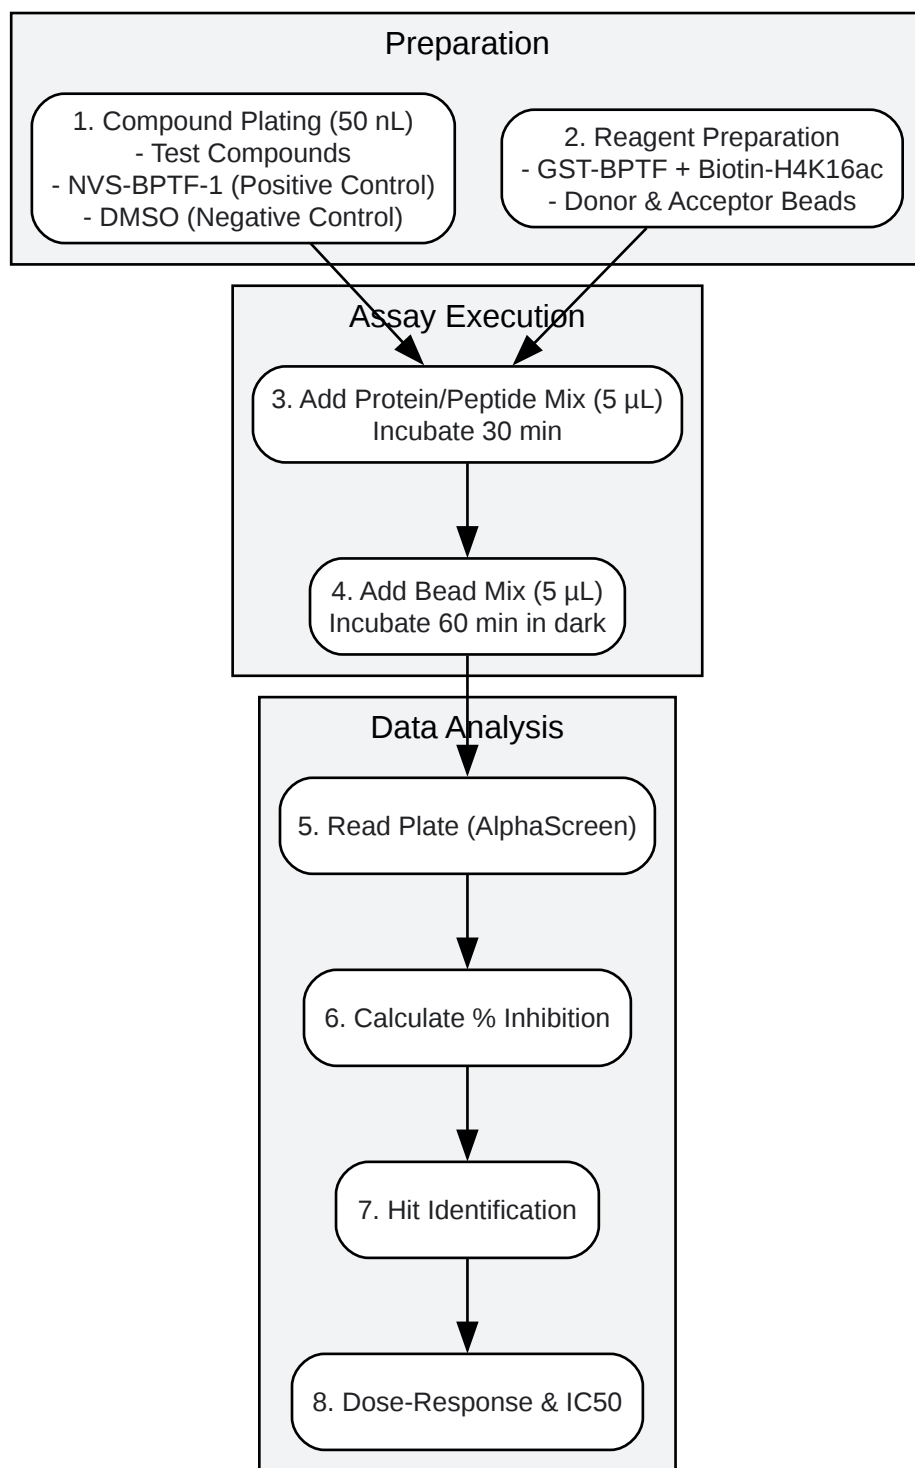 Preparation
1. Compound Plating (50 nL)
- Test Compounds
- NVS-BPTF-1 (Positive Control)
- DMSO (Negative Control)
2. Reagent Preparation
- GST-BPTF + Biotin-H4K16ac
- Donor & Acceptor Beads
Assay Execution
3. Add Protein/Peptide Mix (5 µL)
Incubate 30 min
4. Add Bead Mix (5 µL)
Incubate 60 min in dark
Data Analysis
5. Read Plate (AlphaScreen)
6. Calculate % Inhibition
7. Hit Identification
8. Dose-Response & IC50